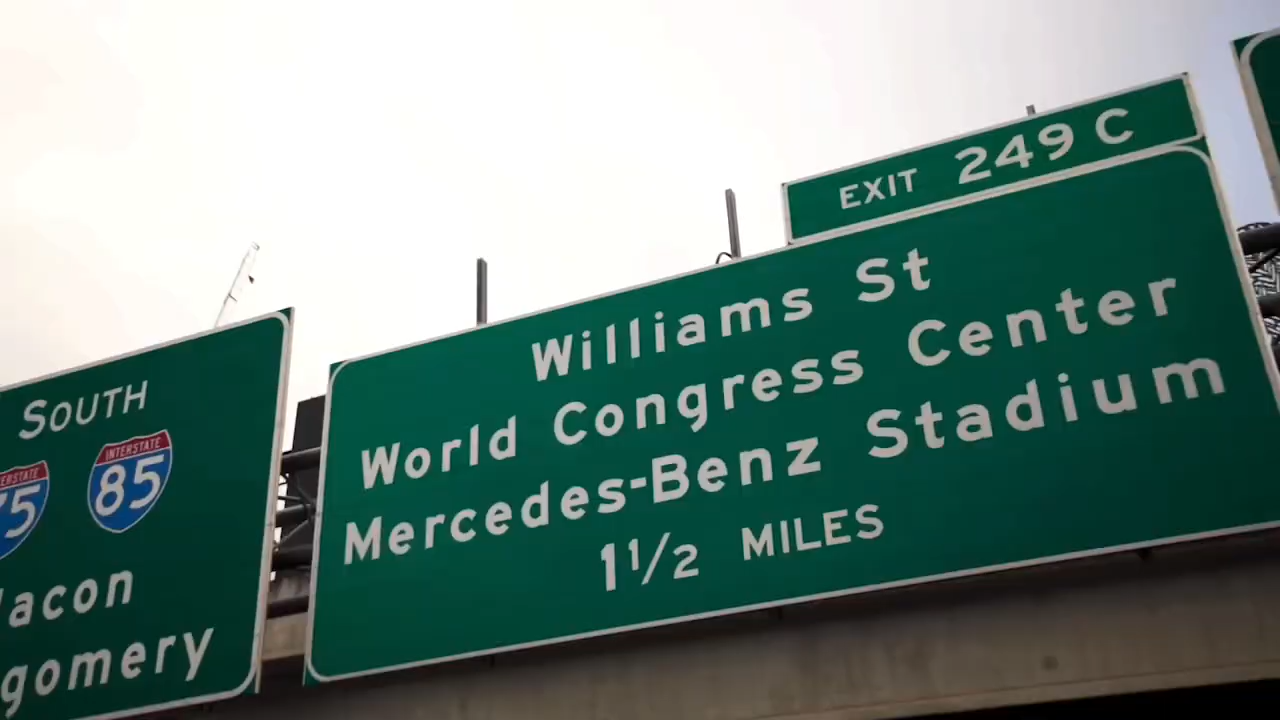 EXIT 249 C
Williams St
World Congress Center
Mercedes-Benz Stadium
1 1/2 MILES
SOUTH
INTERSTATE
85